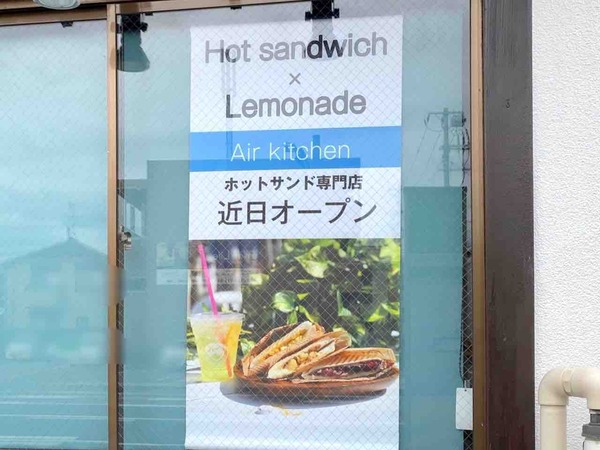 Hot sandwich
×
Lemonade
Air kitchen
ホットサンド専門店
近日オープン